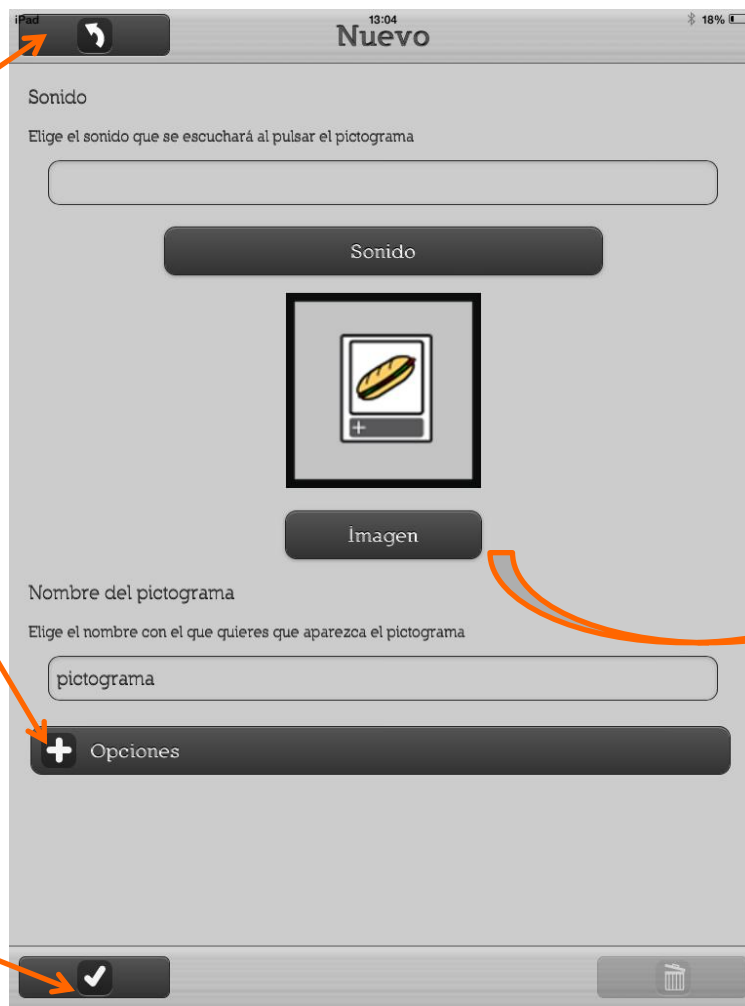 iPad 13:04 18%
Nuevo
Sonido
Elige el sonido que se escuchará al pulsar el pictograma
Sonido
+
Imagen
Nombre del pictograma
Elige el nombre con el que quieres que aparezca el pictograma
pictograma
Opciones